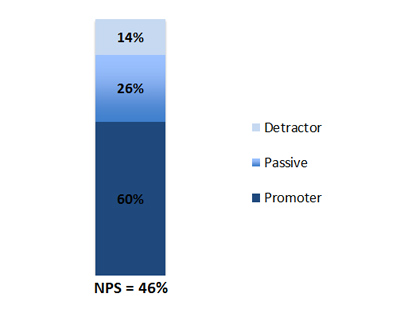 14%
26%
60%
NPS = 46%
Detractor
Passive
Promoter